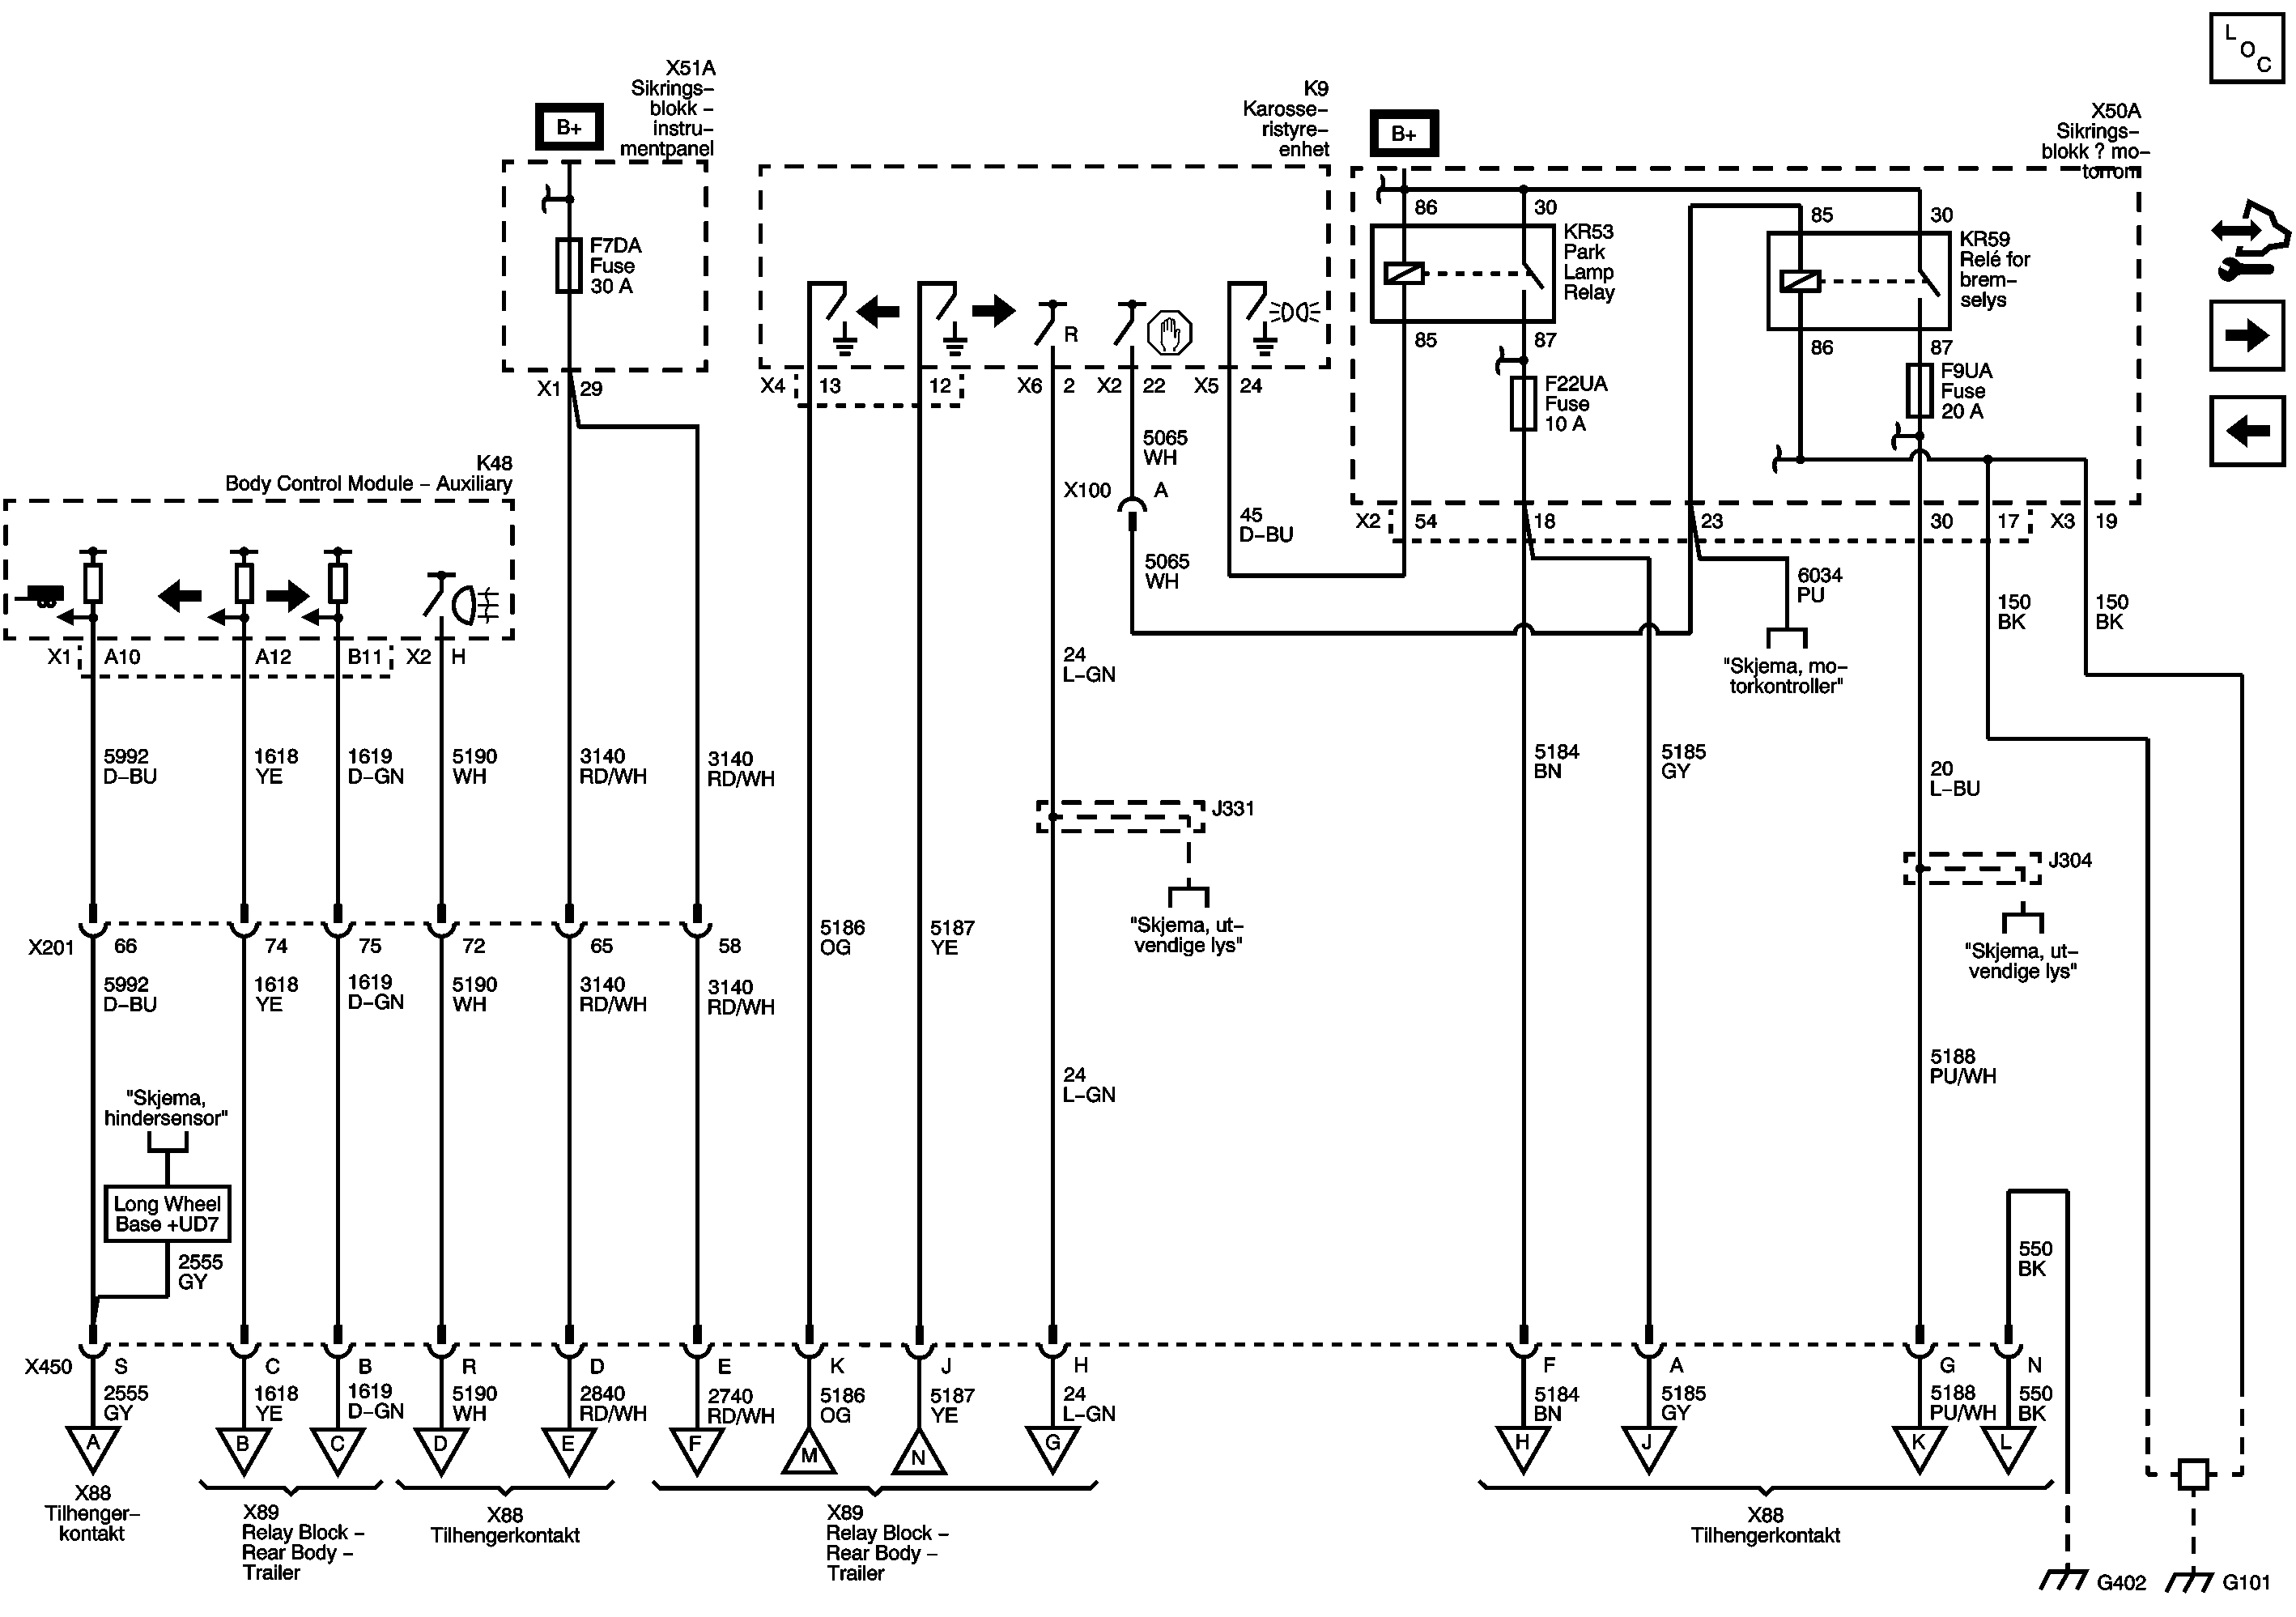 L
O
C
X51A
Sikrings–
blokk –
instru–
mentpanel
B+
F7DA
Fuse
30 A
X1
29
K9
Karosse–
ristyre–
enhet
R
X4
13
12
X6
2
X2
22
X5
24
B+
X50A
Sikrings–
blokk ? mo–
torrom
86
30
KR53
Park
Lamp
Relay
85
87
F22UA
Fuse
10 A
85
30
KR59
Relé for
brem–
selys
86
87
F9UA
Fuse
20 A
X2
54
18
23
30
17
X3
19
K48
Body Control Module – Auxiliary
X1
A10
A12
B11
X2
H
5065
WH
X100
A
5065
WH
45
D–BU
6034
PU
"Skjema, mo–
torkontroller"
150
BK
150
BK
24
L–GN
5992
D–BU
1618
YE
1619
D–GN
5190
WH
3140
RD/WH
3140
RD/WH
5184
BN
5185
GY
20
L–BU
J331
"Skjema, ut–
vendige lys"
J304
"Skjema, ut–
vendige lys"
X201
66
74
75
72
65
58
5186
OG
5187
YE
5992
D–BU
1618
YE
1619
D–GN
5190
WH
3140
RD/WH
3140
RD/WH
24
L–GN
5188
PU/WH
"Skjema,
hindersensor"
Long Wheel
Base +UD7
2555
GY
550
BK
X450
S
C
B
R
D
E
K
J
H
F
A
G
N
2555
GY
1618
YE
1619
D–GN
5190
WH
2840
RD/WH
2740
RD/WH
5186
OG
5187
YE
24
L–GN
5184
BN
5185
GY
5188
PU/WH
550
BK
A
B
C
D
E
F
M
N
G
H
J
K
L
X88
Tilhenger–
kontakt
X89
Relay Block –
Rear Body –
Trailer
X88
Tilhengerkontakt
X89
Relay Block –
Rear Body –
Trailer
X88
Tilhengerkontakt
G402
G101